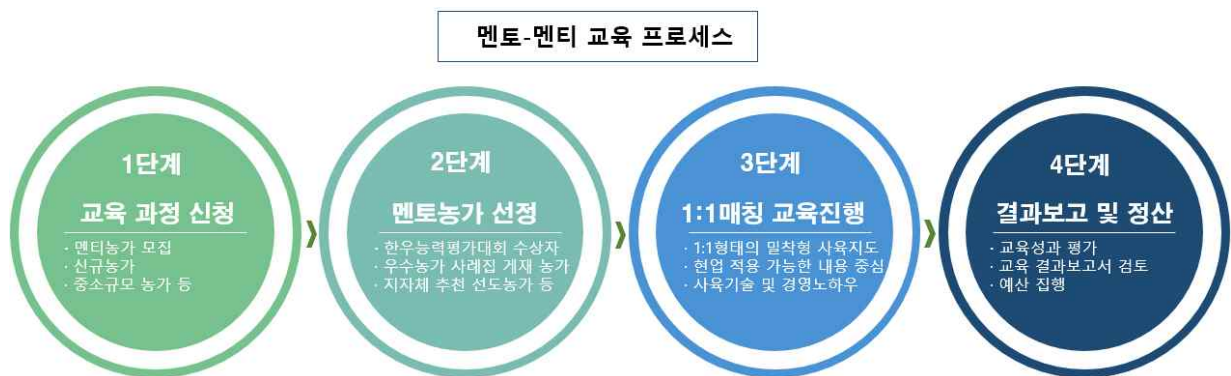 멘토-멘티 교육 프로세스
1단계
교육 과정 신청
· 멘티농가 모집
· 신규농가
· 중소규모 농가 등
2단계
멘토농가 선정
· 한우능력평가대회 수상자
· 우수농가 사례집 게재 농가
· 지자체 추천 선도농가 등
3단계
1:1매칭 교육진행
· 1:1형태의 밀착형 사육지도
· 현업 적용 가능한 내용 중심
· 사육기술 및 경영노하우
4단계
결과보고 및 정산
· 교육성과 평가
· 교육 결과보고서 검토
· 예산 집행